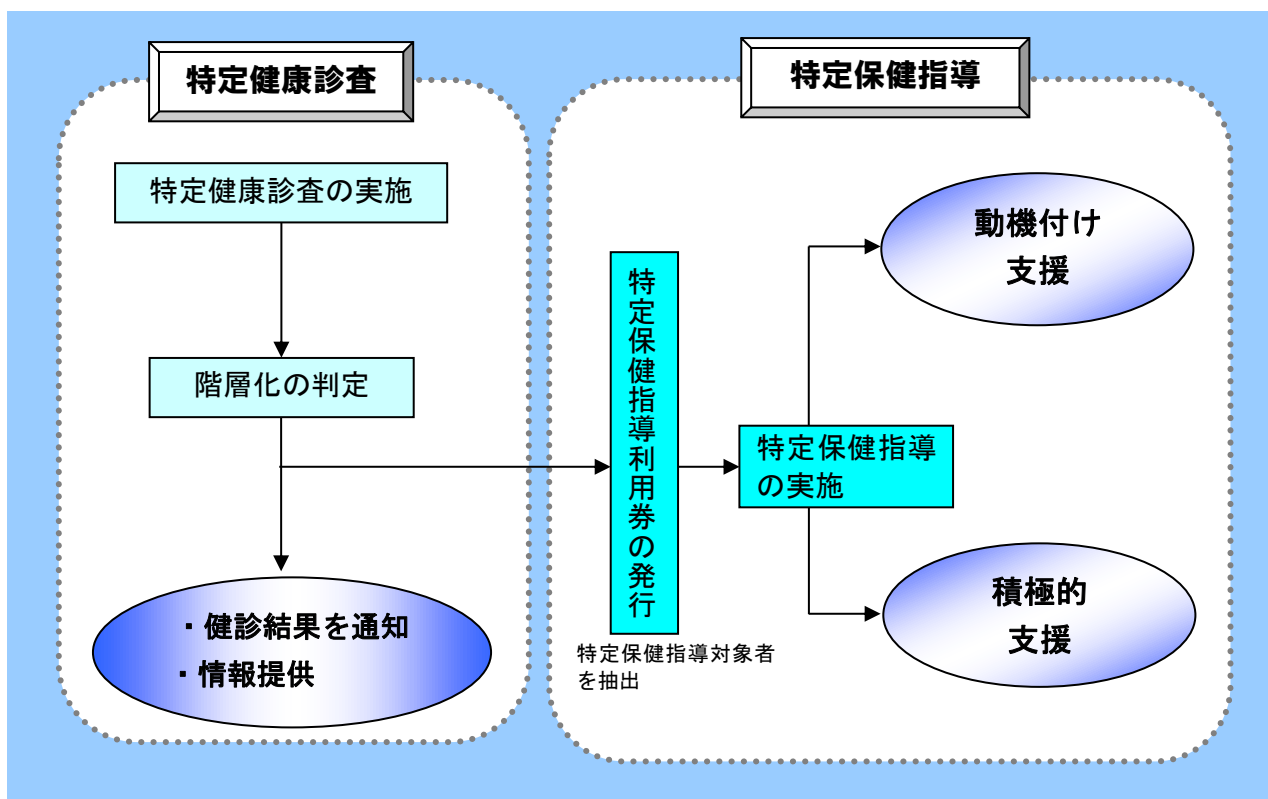 特定健康診査
特定健康診査の実施
階層化の判定
・健診結果を通知
・情報提供
特定保健指導
特定保健指導利用券の発行
特定保健指導対象者
を抽出
特定保健指導
の実施
動機付け
支援
積極的
支援